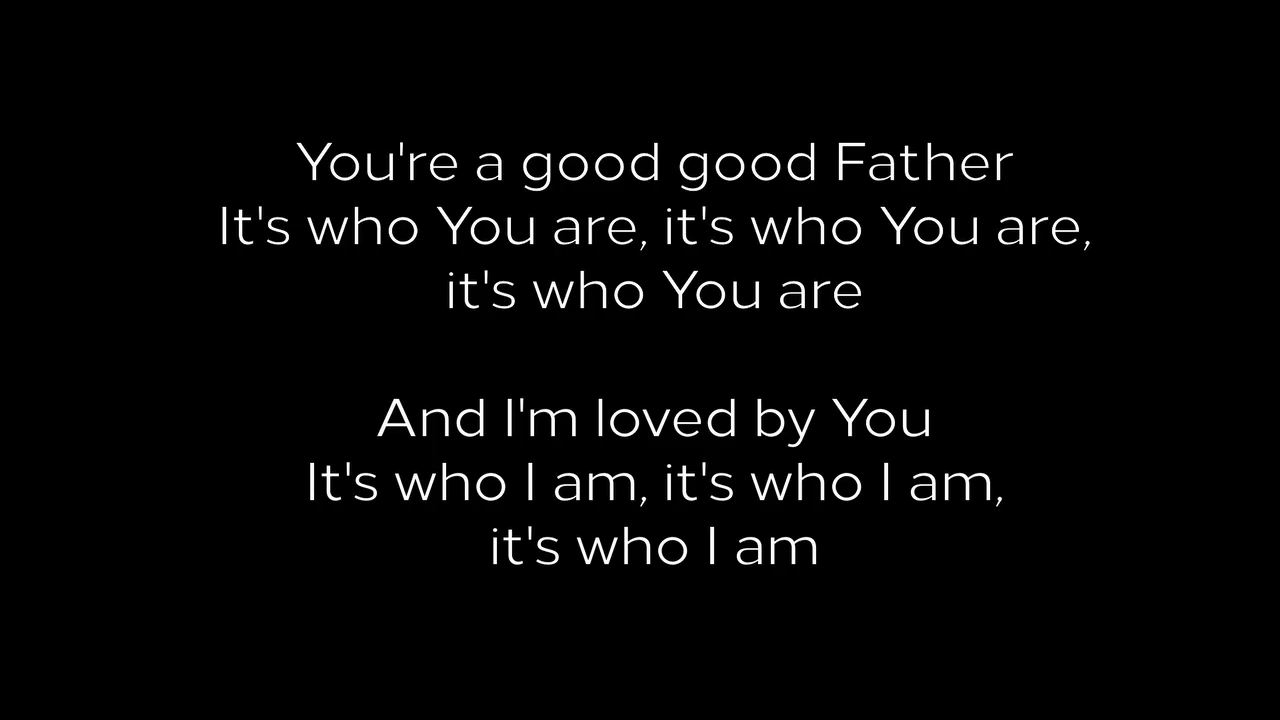 You're a good good Father
It's who You are, it's who You are,
it's who You are
And I'm loved by You
It's who I am, it's who I am,
it's who I am